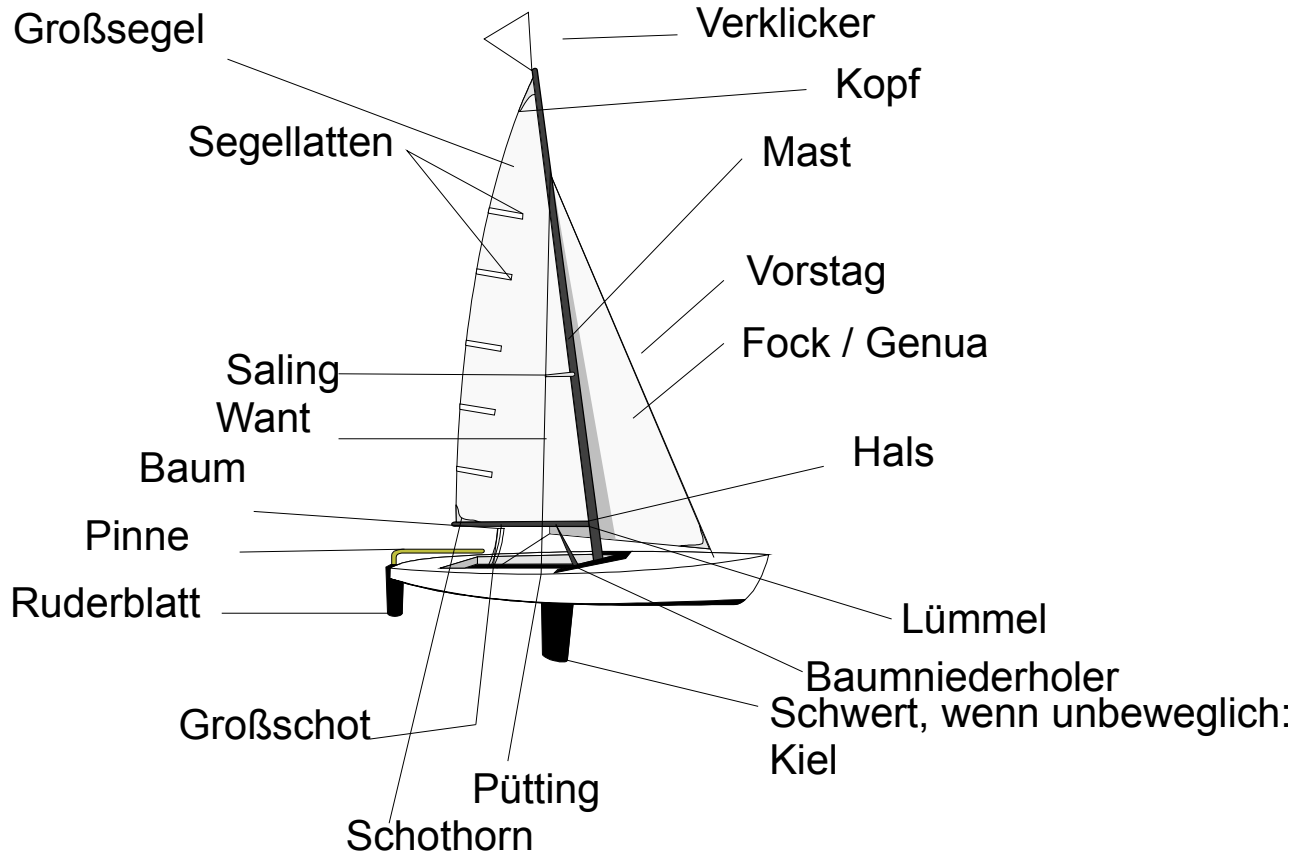 Großsegel
Verklicker
Kopf
Segellatten
Mast
Vorstag
Fock / Genua
Saling
Want
Hals
Baum
Pinne
Ruderblatt
Lümmel
Baumniederholer
Schwert, wenn unbeweglich:
Kiel
Großschot
Pütting
Schothorn